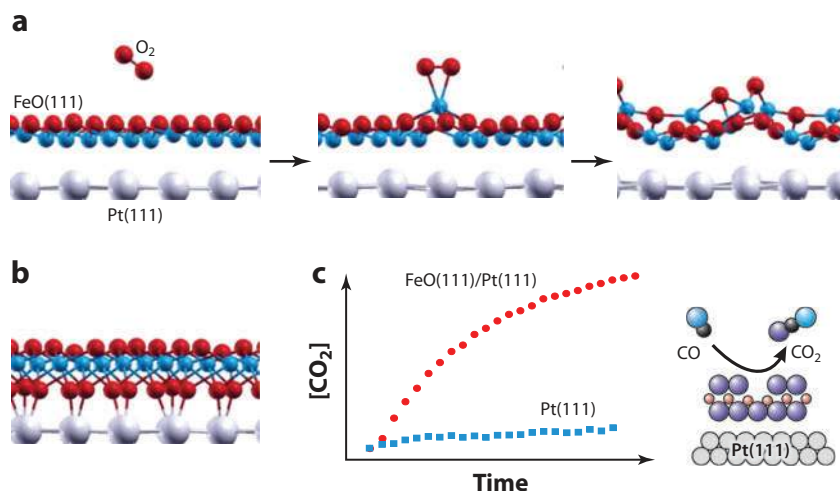 a
O₂
FeO(111)
Pt(111)
b
c
FeO(111)/Pt(111)
[CO₂]
Pt(111)
Time
CO
CO₂
Pt(111)